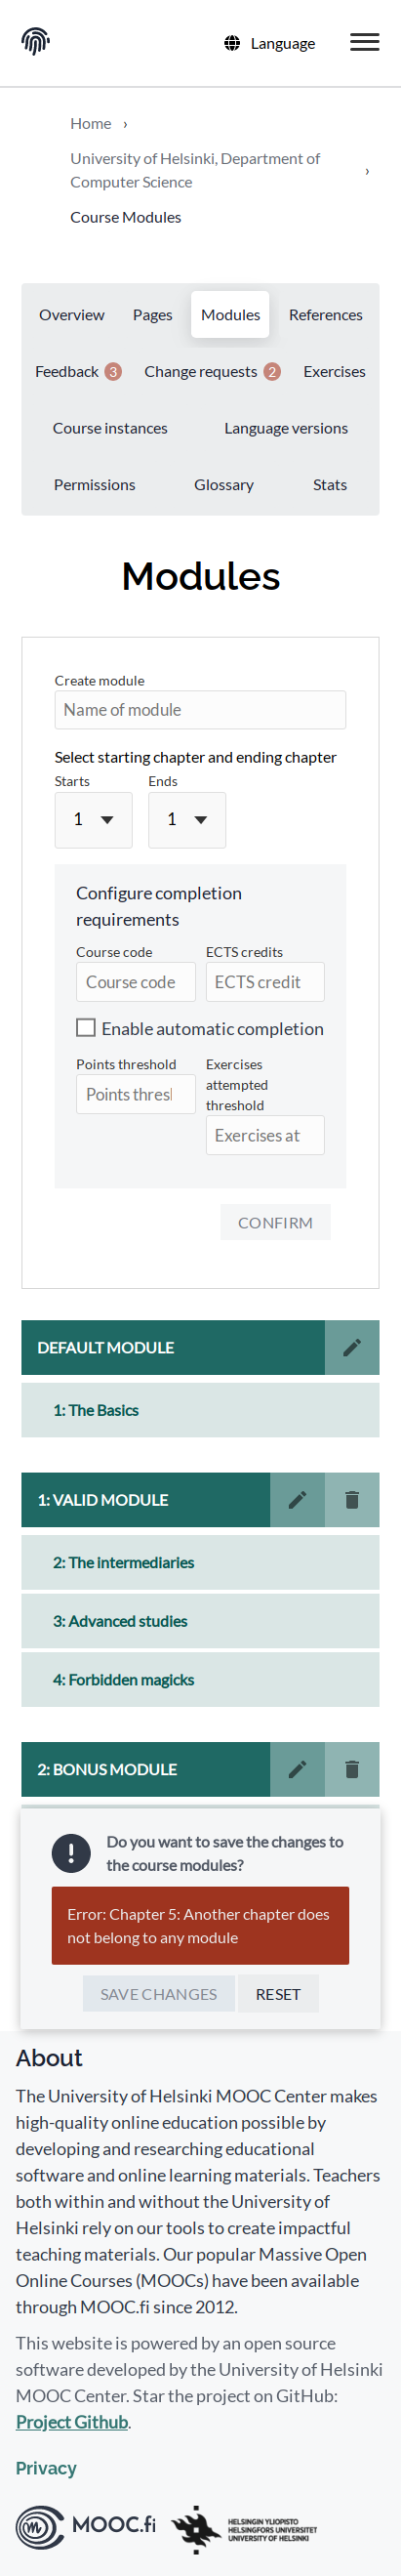 Language
Home ›
University of Helsinki, Department of
Computer Science ›
Course Modules
Overview Pages Modules References
Feedback 3 Change requests 2 Exercises
Course instances Language versions
Permissions Glossary Stats
Modules
Create module
Name of module
Select starting chapter and ending chapter
Starts Ends
1 1
Configure completion
requirements
Course code ECTS credits
Course code ECTS credit
Enable automatic completion
Points threshold Exercises
attempted
threshold
Points thresh
Exercises at
CONFIRM
DEFAULT MODULE
1: The Basics
1: VALID MODULE
2: The intermediaries
3: Advanced studies
4: Forbidden magicks
2: BONUS MODULE
Do you want to save the changes to
the course modules?
Error: Chapter 5: Another chapter does
not belong to any module
SAVE CHANGES RESET
About
The University of Helsinki MOOC Center makes
high-quality online education possible by
developing and researching educational
software and online learning materials. Teachers
both within and without the University of
Helsinki rely on our tools to create impactful
teaching materials. Our popular Massive Open
Online Courses (MOOCs) have been available
through MOOC.fi since 2012.
This website is powered by an open source
software developed by the University of Helsinki
MOOC Center. Star the project on GitHub:
Project Github.
Privacy
MOOC.fi
HELSINGIN YLIOPISTO
HELSINGFORS UNIVERSITET
UNIVERSITY OF HELSINKI